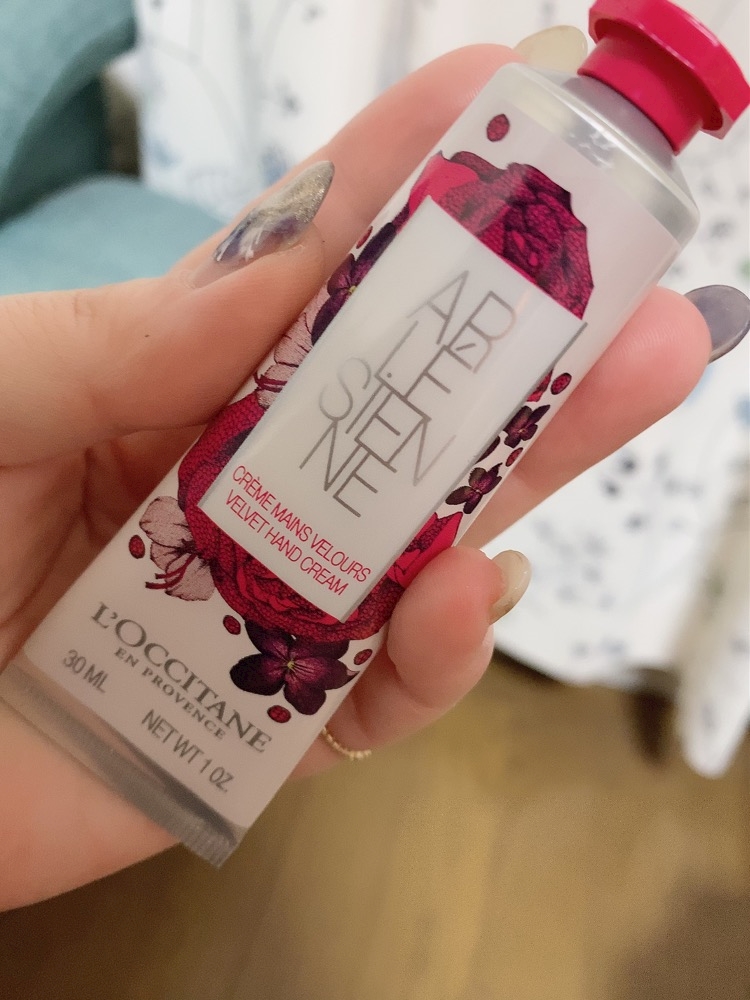 AR
LÉ
SIEN
NE
CRÈME MAINS VELOURS
VELVET HAND CREAM
L'OCCITANE
EN PROVENCE
30 ML
NET WT 1 OZ